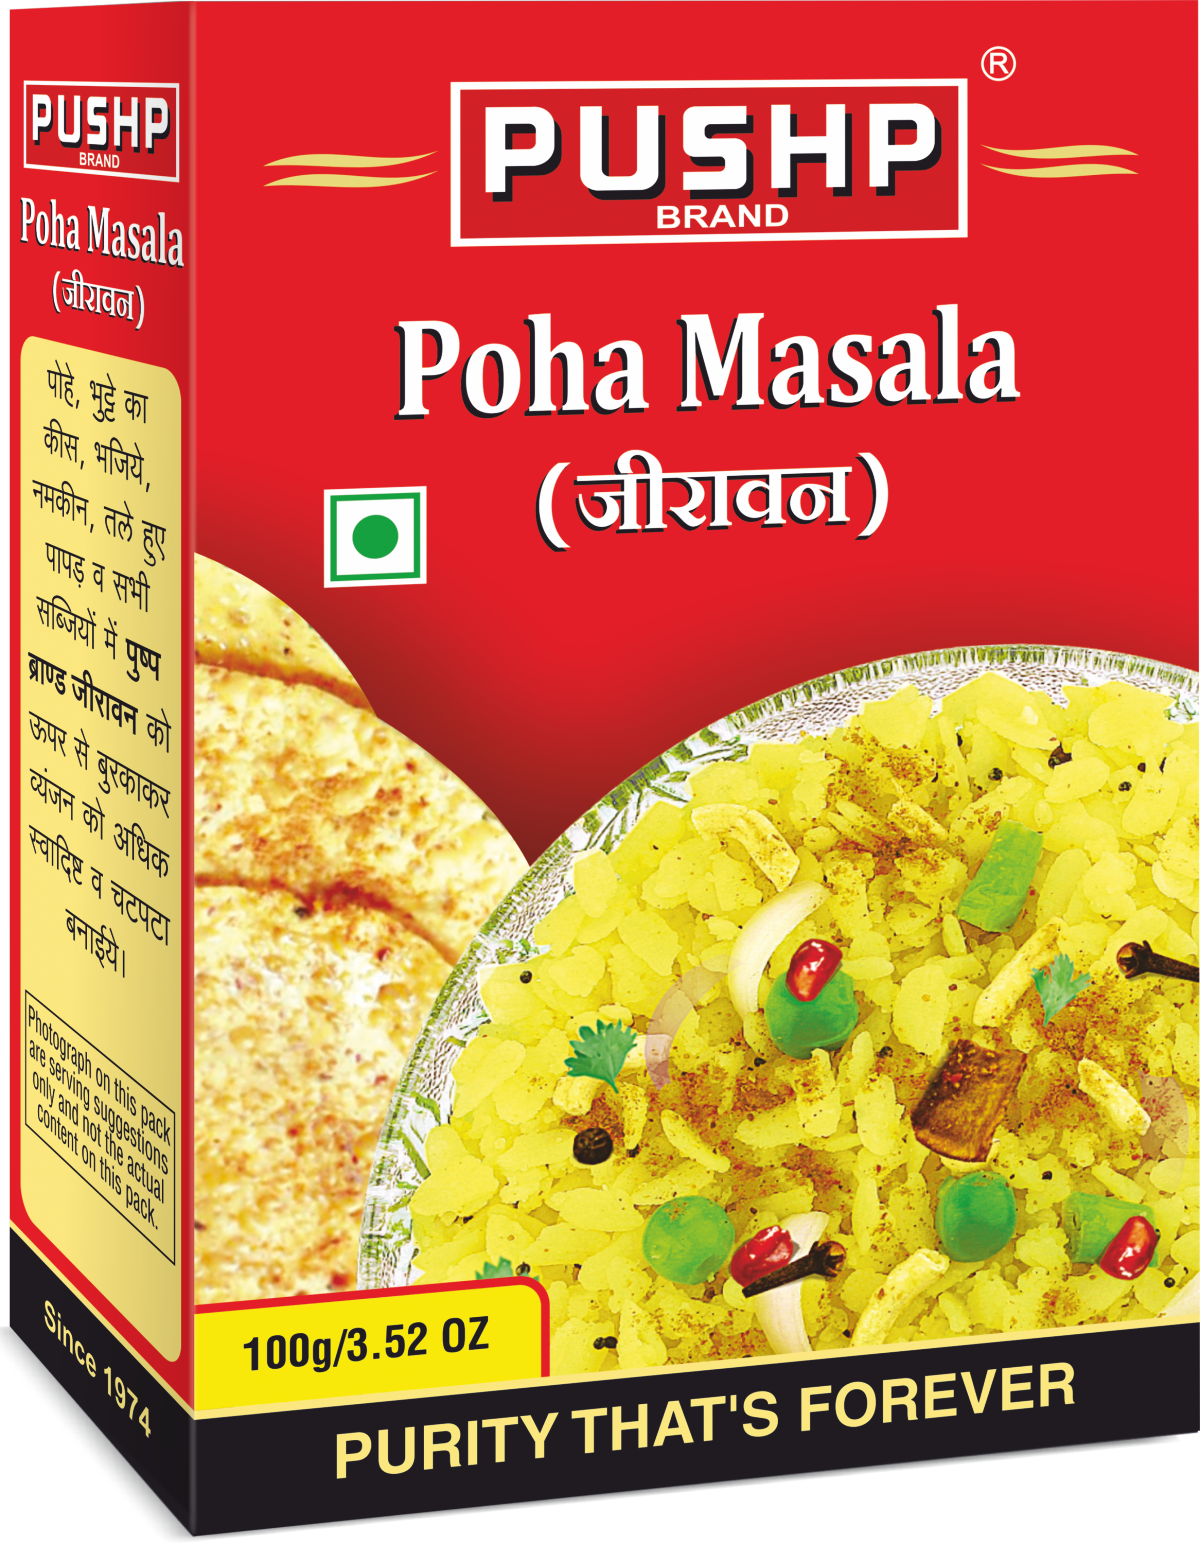 PUSHP
BRAND
Poha Masala
(जीरावन)
पोहे, भुट्टे का
कीस, भजिये,
नमकीन, तले हुए
पापड़ व सभी
सब्जियों में पुष्प
ब्राण्ड जीरावन को
ऊपर से बुरकाकर
व्यंजन को अधिक
स्वादिष्ट व चटपटा
बनाईये।
Photograph on this pack
are serving suggestions
only and not the actual
content on this pack.
Since 1974
®
PUSHP
BRAND
Poha Masala
(जीरावन)
100g/3.52 OZ
PURITY THAT'S FOREVER